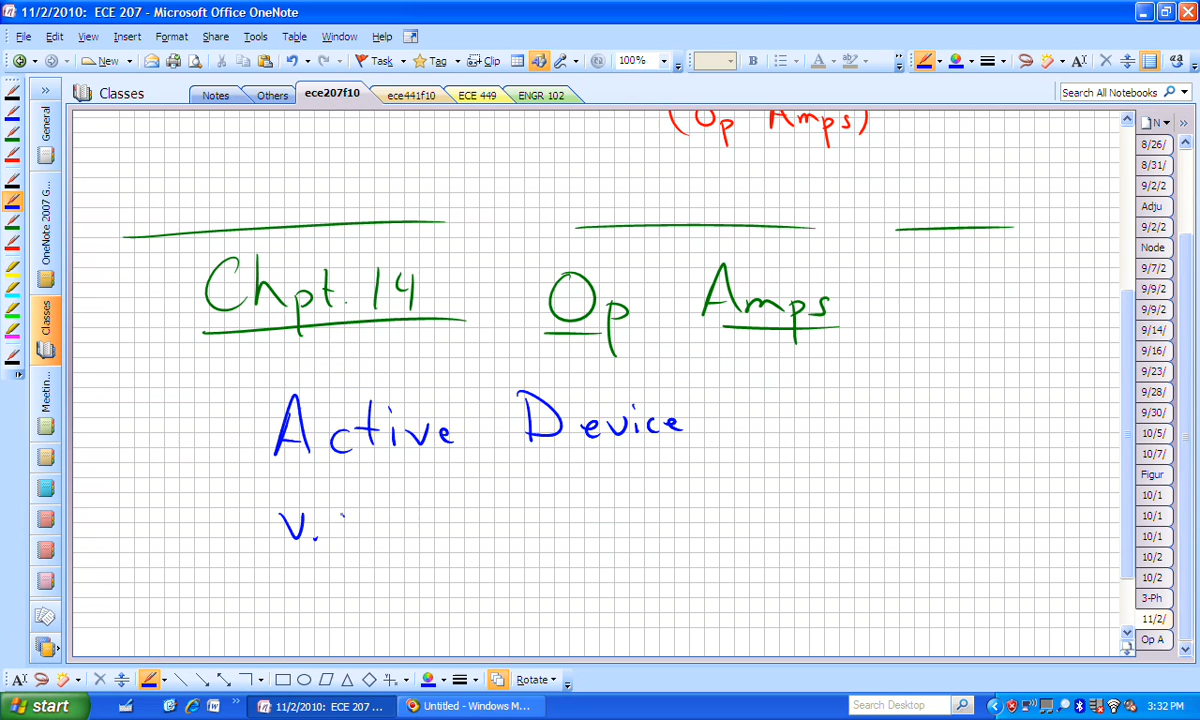 11/2/2010: ECE 207 - Microsoft Office OneNote
File Edit View Insert Format Share Tools Table Window Help
New Task Tag Clip 100% B A ab A
Classes Notes Others ece207f10 ece441f10 ECE 449 ENGR 102 Search All Notebooks
General
OneNote 2007 G...
Classes
Meetin...
(Op Amps)
Chpt. 14 Op Amps
Active Device
V.
N
8/26/
8/31/
9/2/2
Adju
9/2/2
Node
9/7/2
9/9/2
9/9/2
9/14/
9/16/
9/23/
9/28/
9/30/
10/5/
10/7/
Figur
10/1
10/1
10/1
10/2
10/2
3-Ph
11/2/
Op A
A Rotate
start 11/2/2010: ECE 207 ... Untitled - Windows M... Search Desktop 3:32 PM